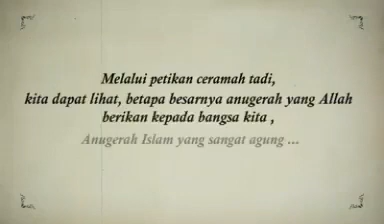 Melalui petikan ceramah tadi,
kita dapat lihat, betapa besarnya anugerah yang Allah
berikan kepada bangsa kita ,
Anugerah Islam yang sangat agung ...